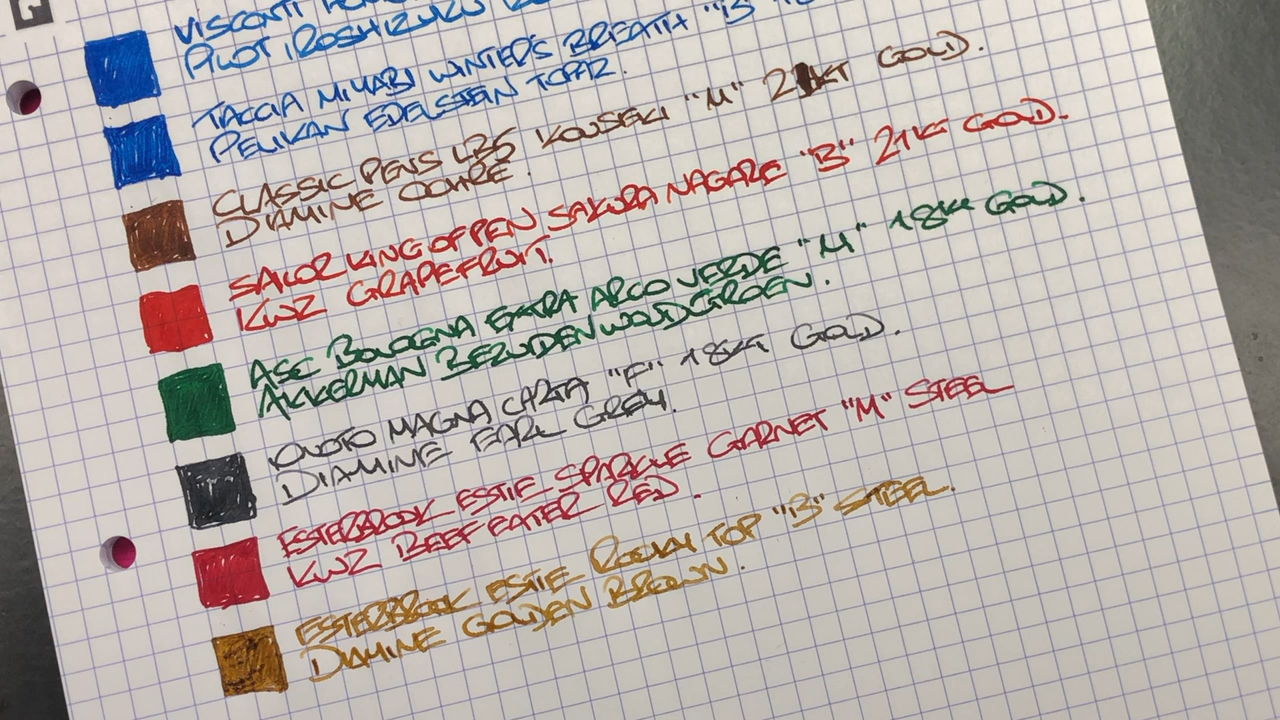 VISCONTI
PILOT IROSHIZUKU
TACCIA MIYABI WINTER'S BREATH "B"
PELIKAN EDELSTEIN TOPAZ.
CLASSIC PENS LB5 KOUSEKI "M" 21KT GOLD.
DIAMINE OCHRE.
SAILOR KING OF PEN SAKURA NAGARE "B" 21KT GOLD.
KWZ GRAPEFRUIT.
ASC BOLOGNA EXTRA ARCO VERDE "M" 18KT GOLD.
AKKERMAN BEZUIDENWOUDGROEN.
ONOTO MAGNA CARTA "F" 18KT GOLD.
DIAMINE EARL GREY.
ESTERBROOK ESTIE SPARKLE GARNET "M" STEEL
KWZ BEEFEATER RED.
ESTERBROOK ESTIE ROCKY TOP "B" STEEL.
DIAMINE GOLDEN BROWN.